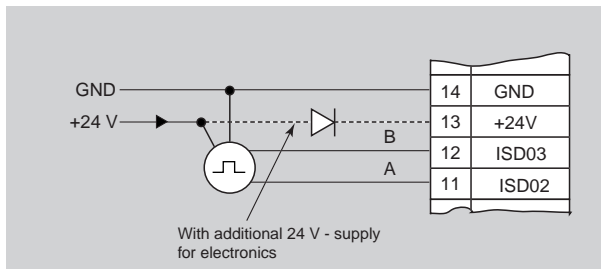 GND
+24 V
B
A
14 GND
13 +24V
12 ISD03
11 ISD02
With additional 24 V - supply
for electronics